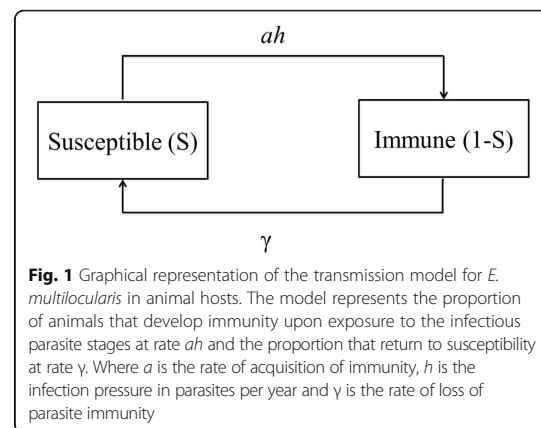 ah
Susceptible (S)
Immune (1-S)
γ
Fig. 1 Graphical representation of the transmission model for E.
multilocularis in animal hosts. The model represents the proportion
of animals that develop immunity upon exposure to the infectious
parasite stages at rate ah and the proportion that return to susceptibility
at rate γ. Where a is the rate of acquisition of immunity, h is the
infection pressure in parasites per year and γ is the rate of loss of
parasite immunity